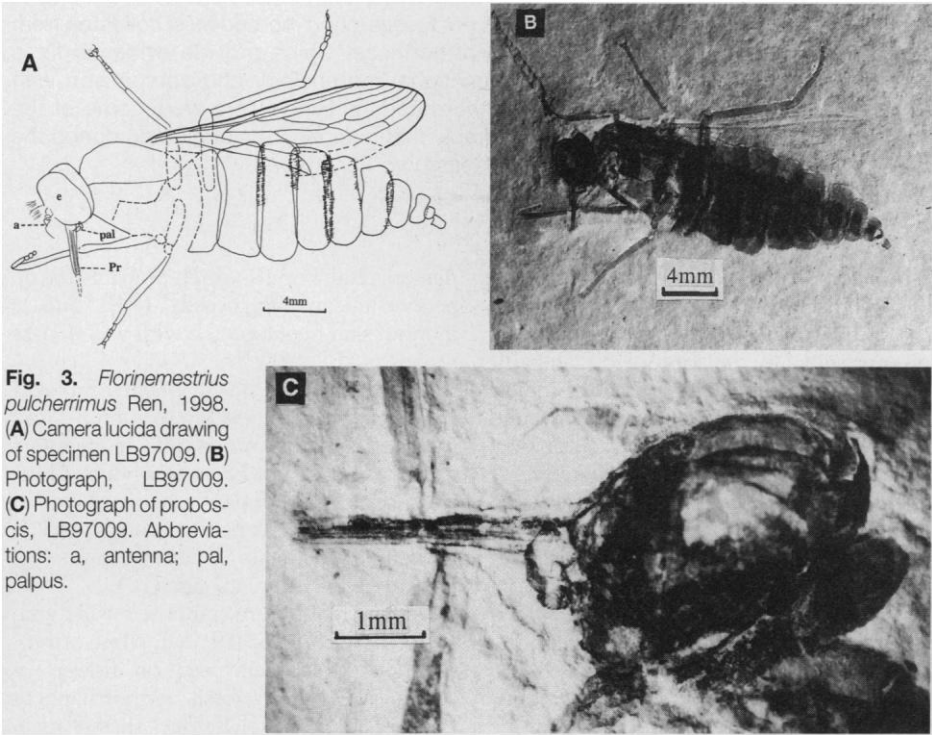 A
e
a
pal
Pr
4mm
B
4mm
Fig. 3. Florinemestrius
pulcherrimus Ren, 1998.
(A) Camera lucida drawing
of specimen LB97009. (B)
Photograph, LB97009.
(C) Photograph of probos-
cis, LB97009. Abbrevia-
tions: a, antenna; pal,
palpus.
C
1mm